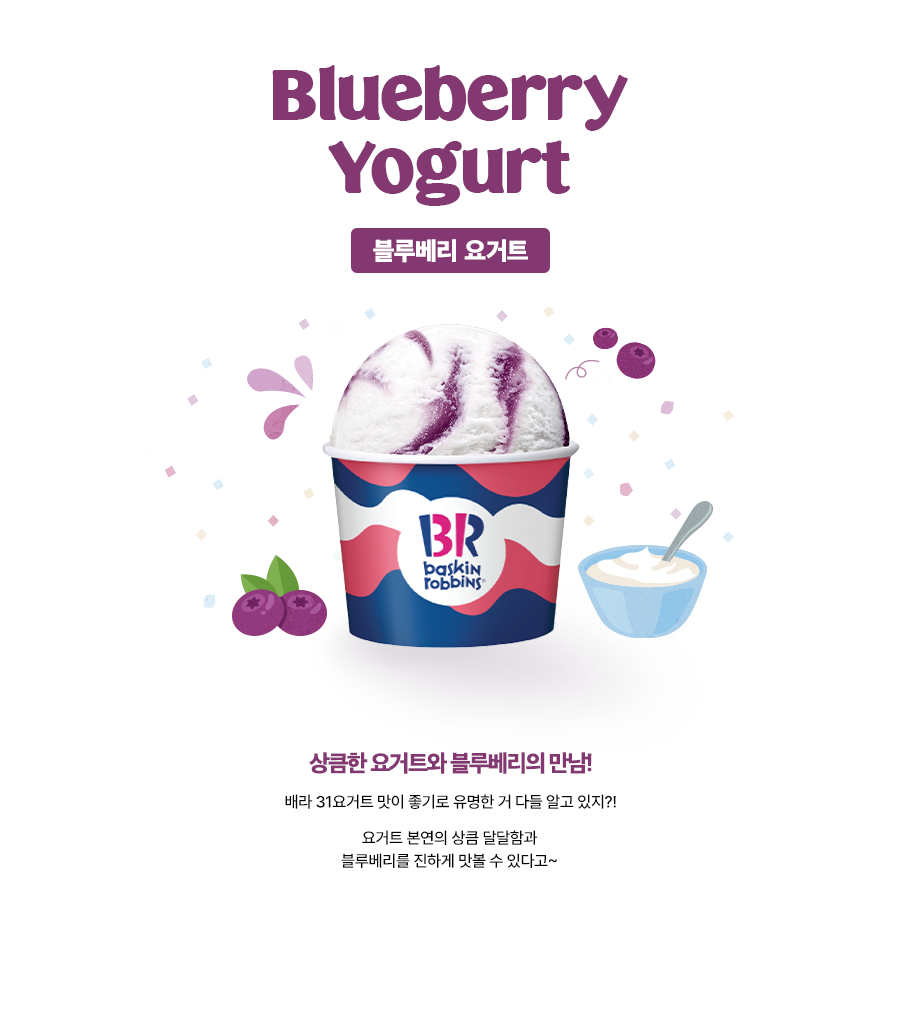 Blueberry
Yogurt
블루베리 요거트
BR
baskin
robbins®
상큼한 요거트와 블루베리의 만남!
배라 31요거트 맛이 좋기로 유명한 거 다들 알고 있지?!
요거트 본연의 상큼 달달함과
블루베리를 진하게 맛볼 수 있다고~